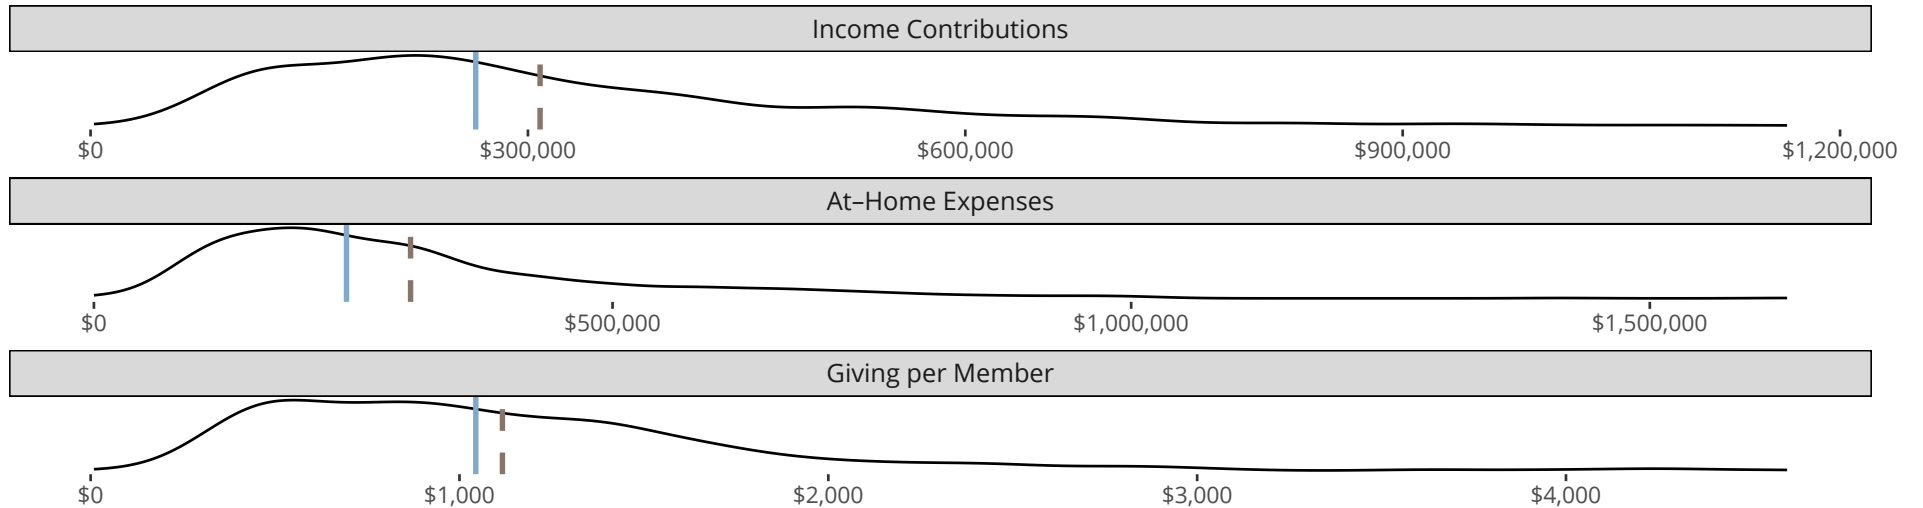 Income Contributions
$0 $300,000 $600,000 $900,000 $1,200,000
At–Home Expenses
$0 $500,000 $1,000,000 $1,500,000
Giving per Member
$0 $1,000 $2,000 $3,000 $4,000